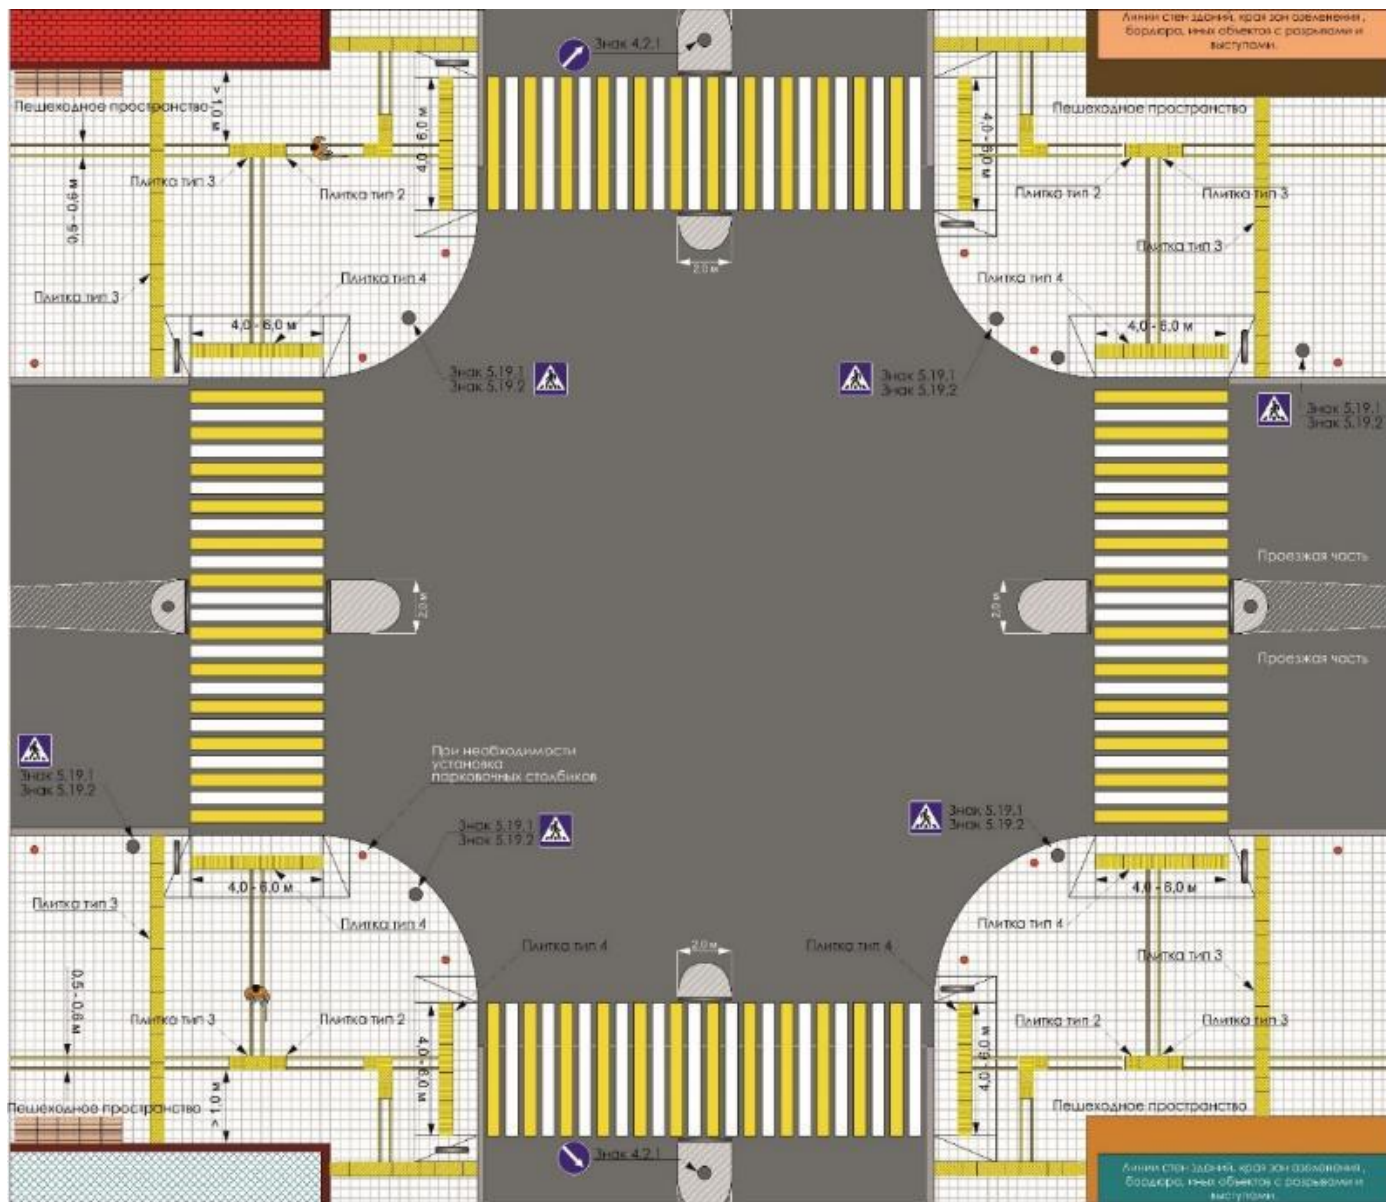 Линии стен зданий, края зон озеленения ,
бордюра, иных объектов с разрывами и
выступами.
Знак 4.2.1
Пешеходное пространство
Пешеходное пространство
> 1,0 м
4,0-6,0 м
4,0-6,0 м
0,5 - 0,6 м
Плитка тип 3
Плитка тип 2
Плитка тип 2
Плитка тип 3
Плитка тип 3
Плитка тип 4
2,0 м
Плитка тип 4
Плитка тип 3
4,0 - 6,0 м
4,0 - 6,0 м
Знак 5.19.1
Знак 5.19.2
Знак 5.19.1
Знак 5.19.2
Знак 5.19.1
Знак 5.19.2
Проезжая часть
2,0 м
2,0 м
Проезжая часть
При необходимости
установка
парковочных столбиков
Знак 5.19.1
Знак 5.19.2
Знак 5.19.1
Знак 5.19.2
Знак 5.19.1
Знак 5.19.2
4,0 - 6,0 м
4,0 - 6,0 м
Плитка тип 3
Плитка тип 4
Плитка тип 4
2,0 м
Плитка тип 4
Плитка тип 4
Плитка тип 3
0,5 - 0,6 м
Плитка тип 3
Плитка тип 2
Плитка тип 2
Плитка тип 3
4,0-6,0 м
4,0-6,0 м
Пешеходное пространство
> 1,0 м
Пешеходное пространство
Знак 4.2.1
Линии стен зданий, края зон озеленения ,
бордюра, иных объектов с разрывами и
выступами.